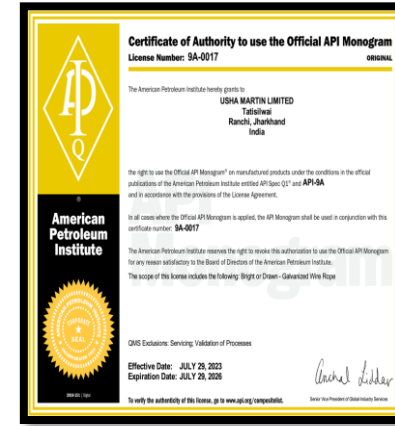 Certificate of Authority to use the Official API Monogram
License Number: 9A-0017
ORIGINAL
The American Petroleum Institute hereby grants to
USHA MARTIN LIMITED
Tatisilwai
Ranchi, Jharkhand
India
the right to use the Official API Monogram® on manufactured products under the conditions in the official
publications of the American Petroleum Institute entitled API Spec Q1® and API-9A
and in accordance with the provisions of the License Agreement.
In all cases where the Official API Monogram is applied, the API Monogram shall be used in conjunction with this
certificate number: 9A-0017
The American Petroleum Institute reserves the right to revoke this authorization to use the Official API Monogram
for any reason satisfactory to the Board of Directors of the American Petroleum Institute.
The scope of this license includes the following: Bright or Drawn - Galvanized Wire Rope
QMS Exclusions: Servicing; Validation of Processes
Effective Date: JULY 29, 2023
Expiration Date: JULY 29, 2026
To verify the authenticity of this license, go to www.api.org/compositelist.
Senior Vice President of Global Industry Services
API
Q
®
American
Petroleum
Institute
CORPORATE
SEAL